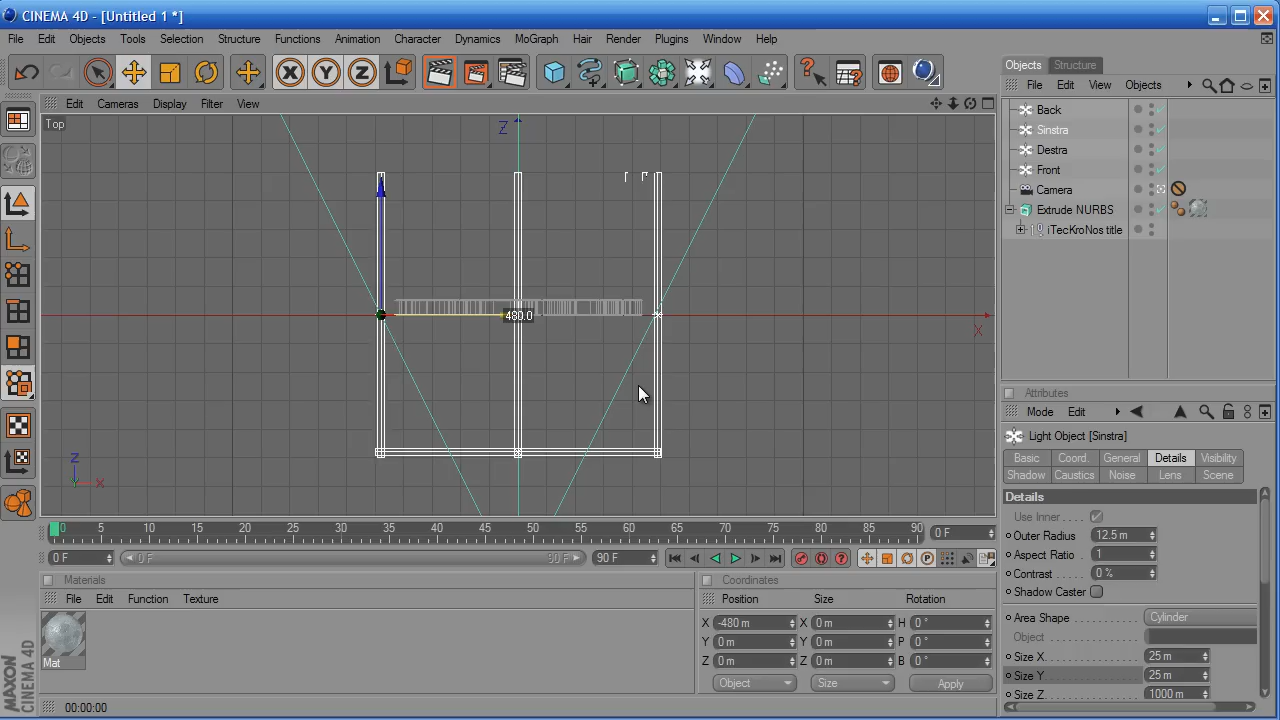 CINEMA 4D - [Untitled 1 *]
File Edit Objects Tools Selection Structure Functions Animation Character Dynamics MoGraph Hair Render Plugins Window Help
Objects Structure
File Edit View Objects
Edit Cameras Display Filter View
Top
Z
X
480.0
Z
X
Back
Sinstra
Destra
Front
Camera
Extrude NURBS
iTecKroNos title
Attributes
Mode Edit
Light Object [Sinstra]
Basic Coord. General Details Visibility
Shadow Caustics Noise Lens Scene
Details
Use Inner . . . .
Outer Radius 12.5 m
Aspect Ratio . 1
Contrast . . . . 0 %
Shadow Caster
Area Shape . . Cylinder
Object
Size X. . . . . . 25 m
Size Y. . . . . . 25 m
Size Z. . . . . . 1000 m
0 5 10 15 20 25 30 35 40 45 50 55 60 65 70 75 80 85 90
0 F
0 F 0 F 90 F 90 F
Materials
File Edit Function Texture
Mat
Coordinates
Position Size Rotation
X -480 m X 0 m H 0 °
Y 0 m Y 0 m P 0 °
Z 0 m Z 0 m B 0 °
Object Size Apply
MAXON
CINEMA 4D
00:00:00